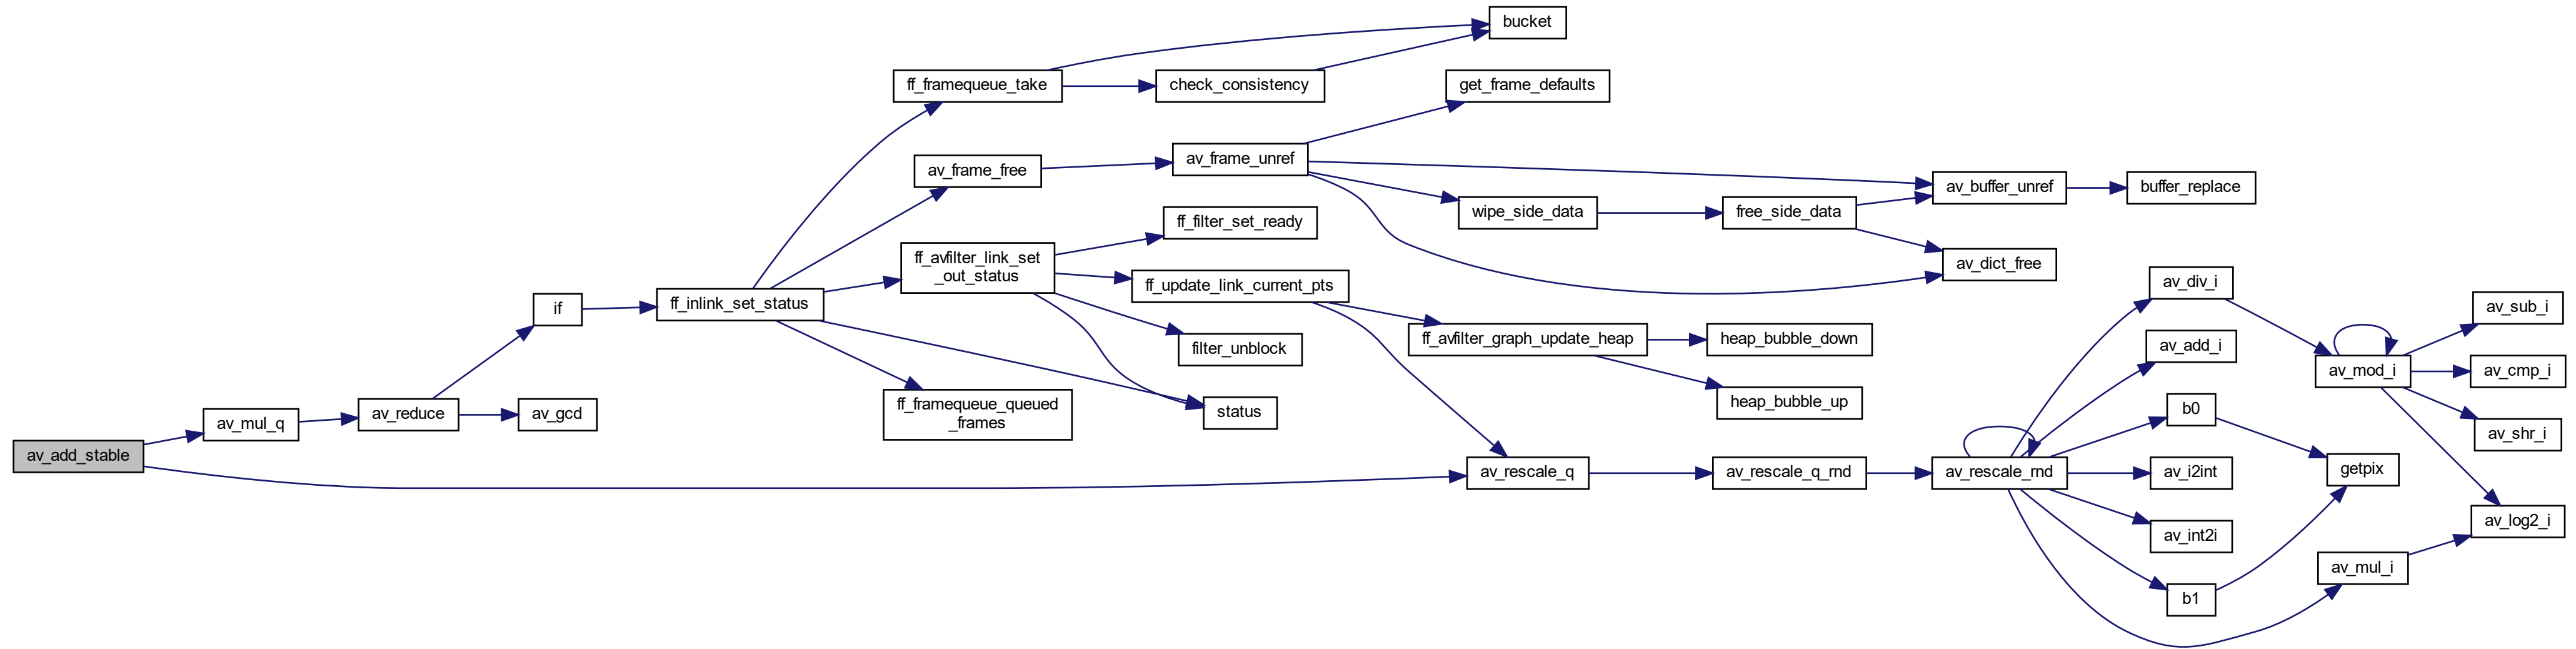 bucket
ff_framequeue_take
check_consistency
get_frame_defaults
av_frame_free
av_frame_unref
av_buffer_unref
buffer_replace
wipe_side_data
free_side_data
ff_filter_set_ready
ff_avfilter_link_set
_out_status
av_dict_free
ff_update_link_current_pts
av_div_i
if
ff_inlink_set_status
av_sub_i
filter_unblock
ff_avfilter_graph_update_heap
heap_bubble_down
av_add_i
av_mod_i
av_cmp_i
av_mul_q
av_reduce
av_gcd
ff_framequeue_queued
_frames
status
heap_bubble_up
b0
av_shr_i
av_add_stable
av_rescale_q
av_rescale_q_rnd
av_rescale_rnd
av_i2int
getpix
av_int2i
av_log2_i
av_mul_i
b1